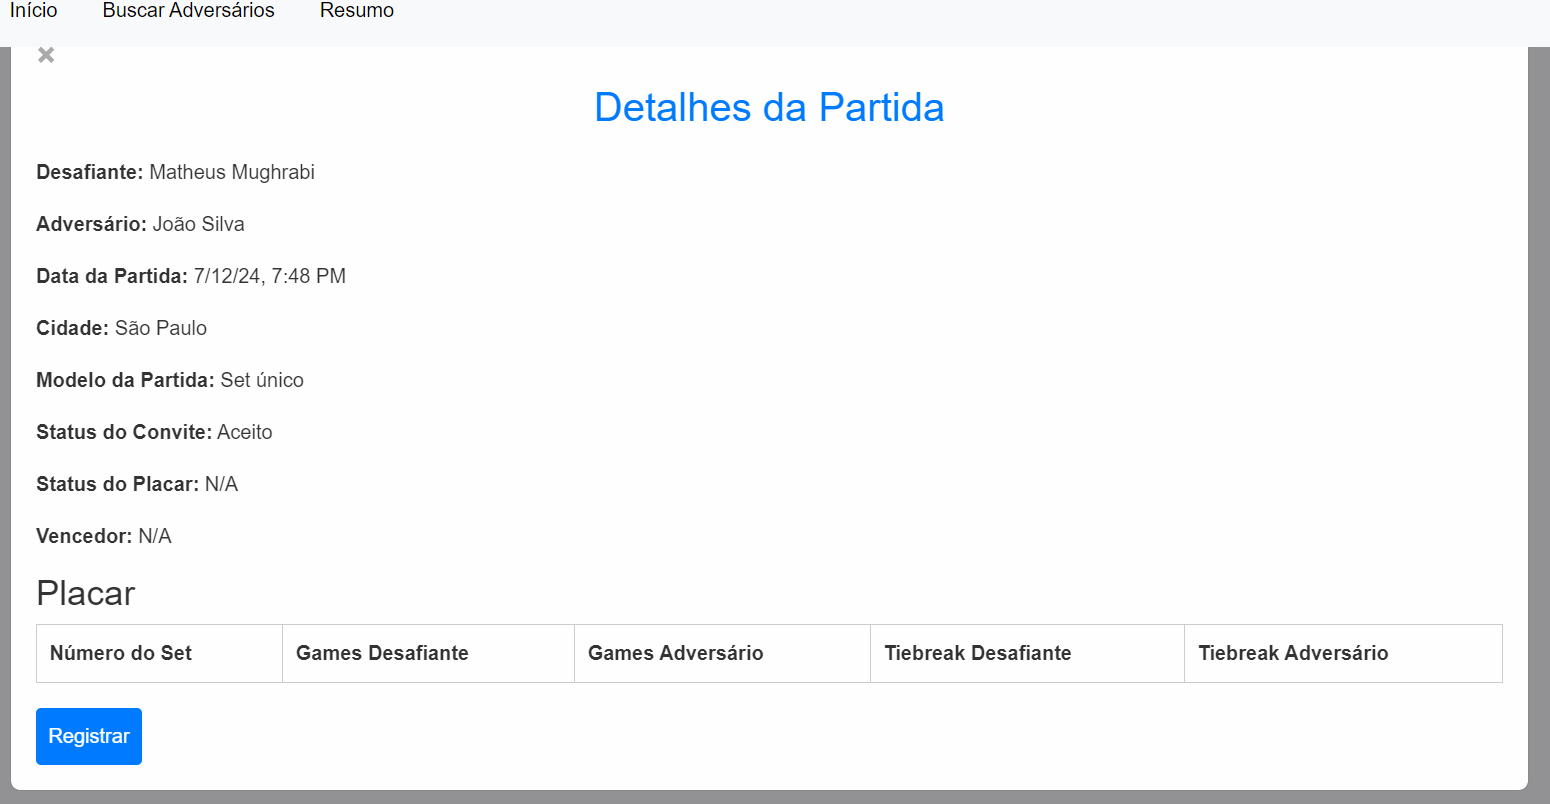 Início Buscar Adversários Resumo
×
Detalhes da Partida
Desafiante: Matheus Mughrabi
Adversário: João Silva
Data da Partida: 7/12/24, 7:48 PM
Cidade: São Paulo
Modelo da Partida: Set único
Status do Convite: Aceito
Status do Placar: N/A
Vencedor: N/A
Placar
Número do Set Games Desafiante Games Adversário Tiebreak Desafiante Tiebreak Adversário
Registrar